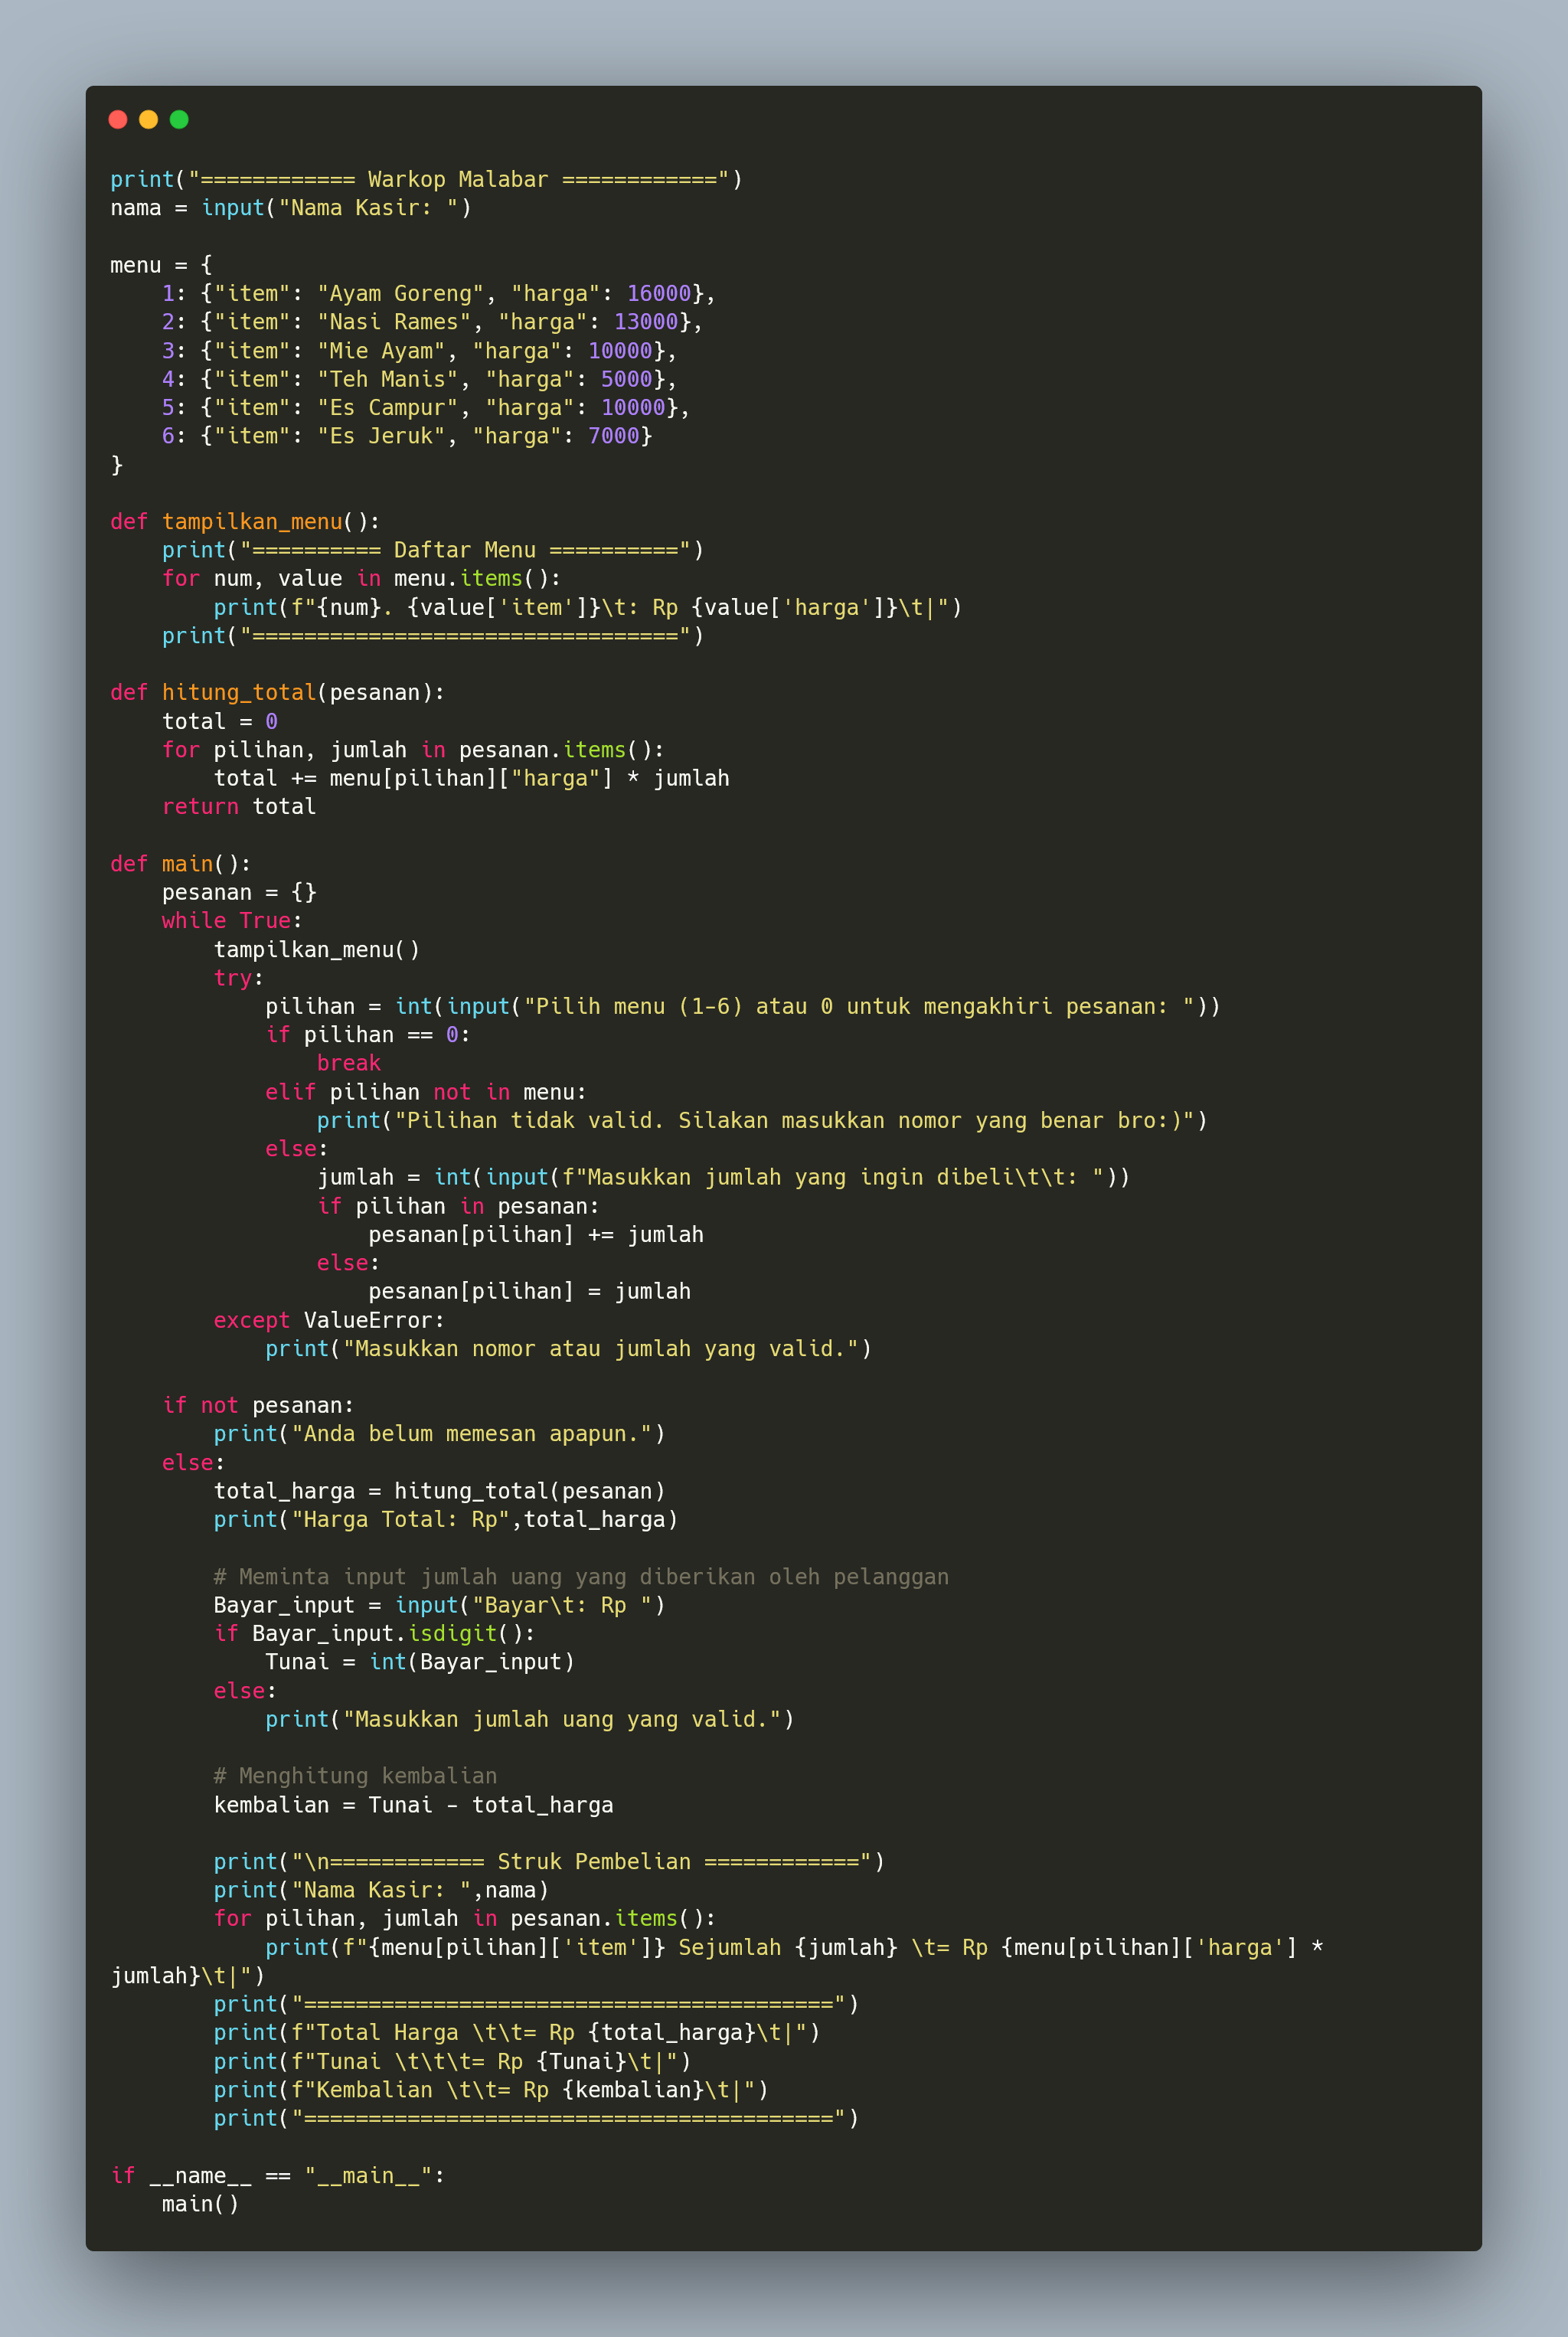 print("============ Warkop Malabar ============")
nama = input("Nama Kasir: ")

menu = {
    1: {"item": "Ayam Goreng", "harga": 16000},
    2: {"item": "Nasi Rames", "harga": 13000},
    3: {"item": "Mie Ayam", "harga": 10000},
    4: {"item": "Teh Manis", "harga": 5000},
    5: {"item": "Es Campur", "harga": 10000},
    6: {"item": "Es Jeruk", "harga": 7000}
}

def tampilkan_menu():
    print("========== Daftar Menu ==========")
    for num, value in menu.items():
        print(f"{num}. {value['item']}\t: Rp {value['harga']}\t|")
    print("=================================")

def hitung_total(pesanan):
    total = 0
    for pilihan, jumlah in pesanan.items():
        total += menu[pilihan]["harga"] * jumlah
    return total

def main():
    pesanan = {}
    while True:
        tampilkan_menu()
        try:
            pilihan = int(input("Pilih menu (1-6) atau 0 untuk mengakhiri pesanan: "))
            if pilihan == 0:
                break
            elif pilihan not in menu:
                print("Pilihan tidak valid. Silakan masukkan nomor yang benar bro:)")
            else:
                jumlah = int(input(f"Masukkan jumlah yang ingin dibeli\t\t: "))
                if pilihan in pesanan:
                    pesanan[pilihan] += jumlah
                else:
                    pesanan[pilihan] = jumlah
        except ValueError:
            print("Masukkan nomor atau jumlah yang valid.")

    if not pesanan:
        print("Anda belum memesan apapun.")
    else:
        total_harga = hitung_total(pesanan)
        print("Harga Total: Rp",total_harga)

        # Meminta input jumlah uang yang diberikan oleh pelanggan
        Bayar_input = input("Bayar\t: Rp ")
        if Bayar_input.isdigit():
            Tunai = int(Bayar_input)
        else:
            print("Masukkan jumlah uang yang valid.")

        # Menghitung kembalian
        kembalian = Tunai - total_harga

        print("\n============ Struk Pembelian ============")
        print("Nama Kasir: ",nama)
        for pilihan, jumlah in pesanan.items():
            print(f"{menu[pilihan]['item']} Sejumlah {jumlah} \t= Rp {menu[pilihan]['harga'] *
jumlah}\t|")
        print("=========================================")
        print(f"Total Harga \t\t= Rp {total_harga}\t|")
        print(f"Tunai \t\t\t= Rp {Tunai}\t|")
        print(f"Kembalian \t\t= Rp {kembalian}\t|")
        print("=========================================")

if __name__ == "__main__":
    main()